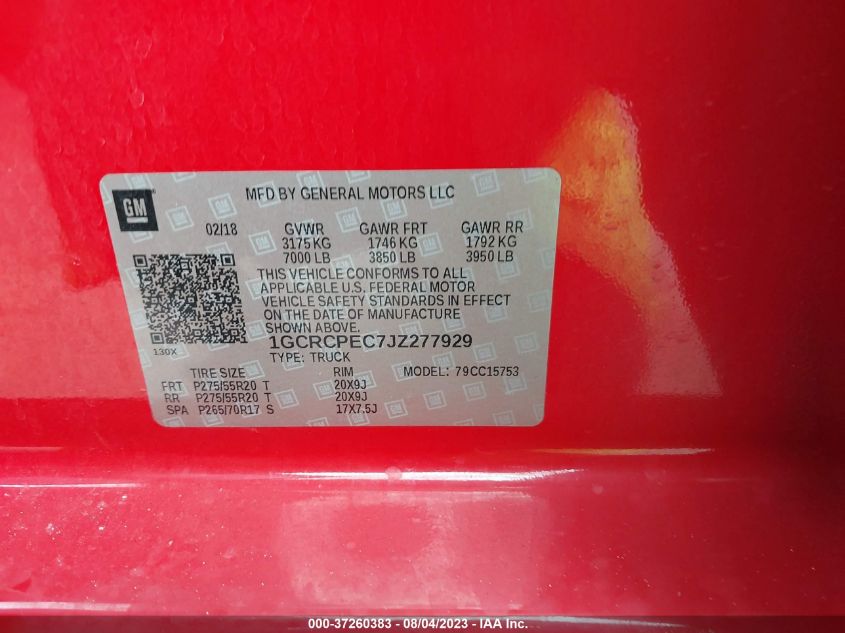 GM
MFD BY GENERAL MOTORS LLC
02/18 GVWR GAWR FRT GAWR RR
3175 KG 1746 KG 1792 KG
7000 LB 3850 LB 3950 LB
THIS VEHICLE CONFORMS TO ALL
APPLICABLE U.S. FEDERAL MOTOR
VEHICLE SAFETY STANDARDS IN EFFECT
ON THE DATE OF MANUFACTURE
SHOWN ABOVE.
1GCRCPEC7JZ277929
130X
TYPE: TRUCK
TIRE SIZE RIM MODEL: 79CC15753
FRT P275/55R20 T 20X9J
RR P275/55R20 T 20X9J
SPA P265/70R17 S 17X7.5J
000-37260383 - 08/04/2023 - IAA Inc.